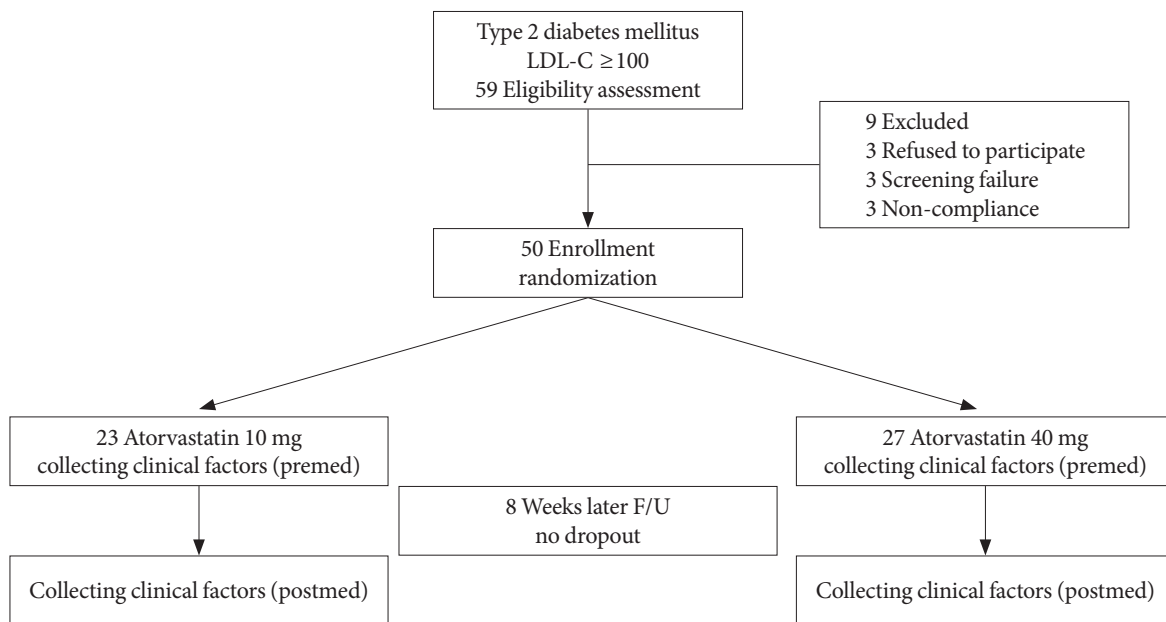 Type 2 diabetes mellitus
LDL-C ≥100
59 Eligibility assessment
9 Excluded
3 Refused to participate
3 Screening failure
3 Non-compliance
50 Enrollment
randomization
23 Atorvastatin 10 mg
collecting clinical factors (premed)
27 Atorvastatin 40 mg
collecting clinical factors (premed)
8 Weeks later F/U
no dropout
Collecting clinical factors (postmed)
Collecting clinical factors (postmed)